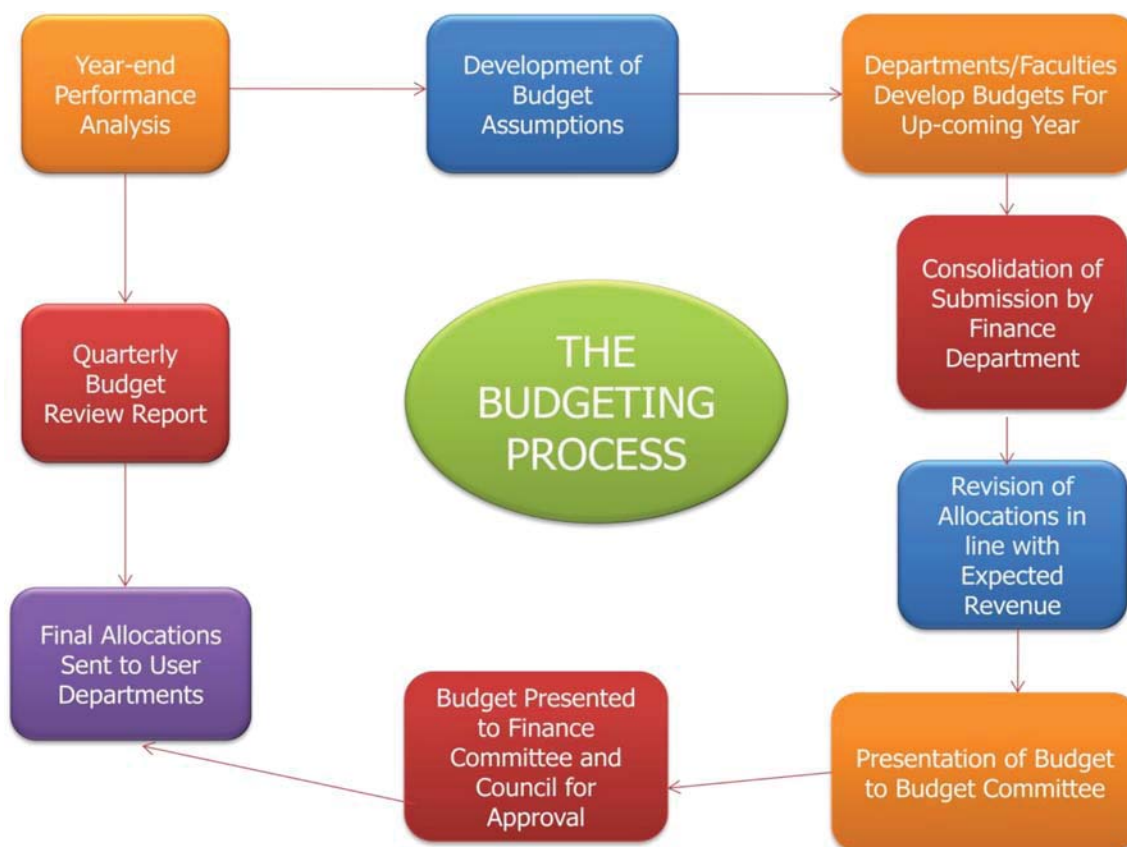 Year-end
Performance
Analysis
Development of
Budget
Assumptions
Departments/Faculties
Develop Budgets For
Up-coming Year
Consolidation of
Submission by
Finance
Department
Quarterly
Budget
Review Report
THE
BUDGETING
PROCESS
Revision of
Allocations in
line with
Expected
Revenue
Final Allocations
Sent to User
Departments
Budget Presented
to Finance
Committee and
Council for
Approval
Presentation of Budget
to Budget Committee